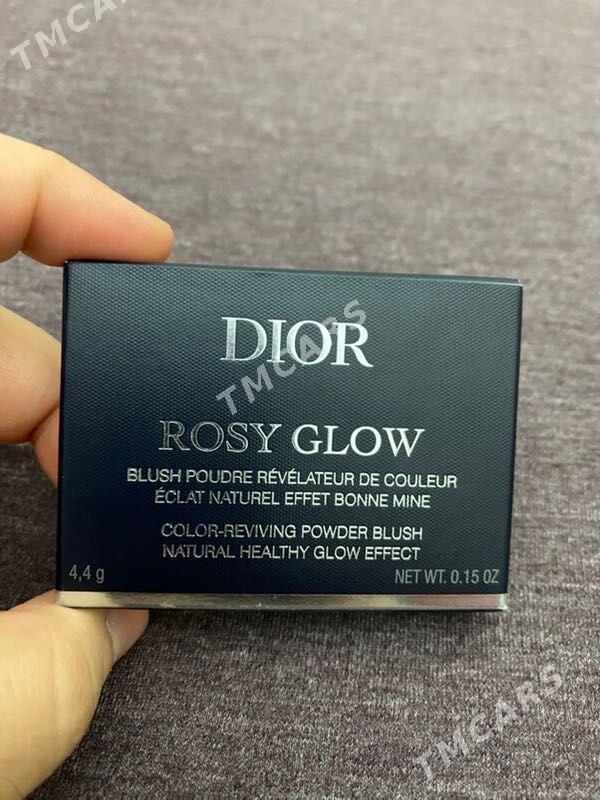 TMCARS
DIOR
TMCARS
ROSY GLOW
BLUSH POUDRE RÉVÉLATEUR DE COULEUR
ÉCLAT NATUREL EFFET BONNE MINE
COLOR-REVIVING POWDER BLUSH
NATURAL HEALTHY GLOW EFFECT
4,4 g NET WT. 0.15 OZ
TMCARS